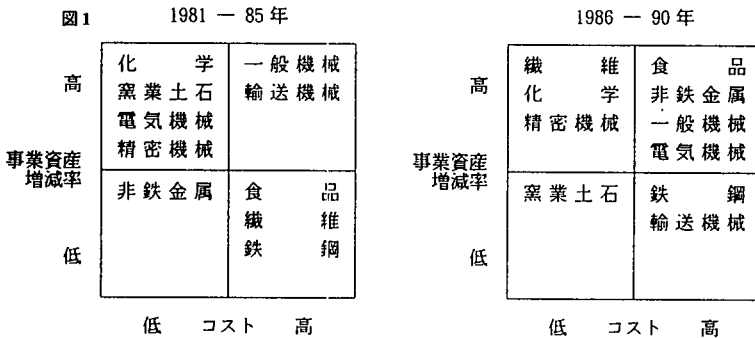 図1
1981 － 85 年
高
事業資産
増減率
低
化学
窯業土石
電気機械
精密機械
一般機械
輸送機械
非鉄金属
食品
繊維
鉄鋼
低 コスト 高
1986 － 90 年
高
事業資産
増減率
低
繊維
化学
精密機械
食品
非鉄金属
一般機械
電気機械
窯業土石
鉄鋼
輸送機械
低 コスト 高